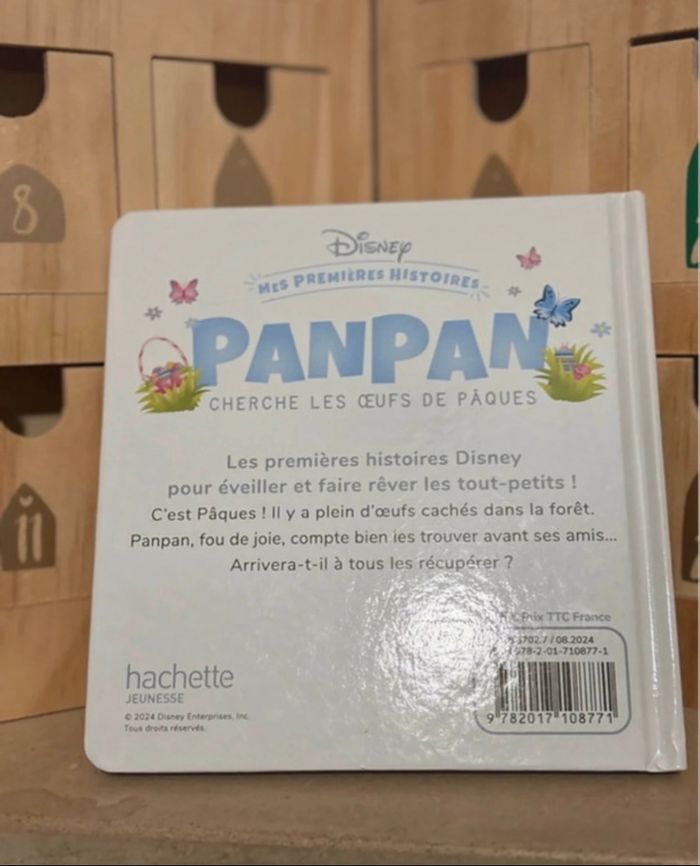 8
11
Disney
MES PREMIÈRES HISTOIRES
PANPAN
CHERCHE LES ŒUFS DE PÂQUES
Les premières histoires Disney
pour éveiller et faire rêver les tout-petits !
C'est Pâques ! Il y a plein d'œufs cachés dans la forêt.
Panpan, fou de joie, compte bien les trouver avant ses amis...
Arrivera-t-il à tous les récupérer ?
Prix TTC France
3702.7 / 08.2024
978-2-01-710877-1
9 782017 108771
hachette
JEUNESSE
© 2024 Disney Enterprises, Inc.
Tous droits réservés.